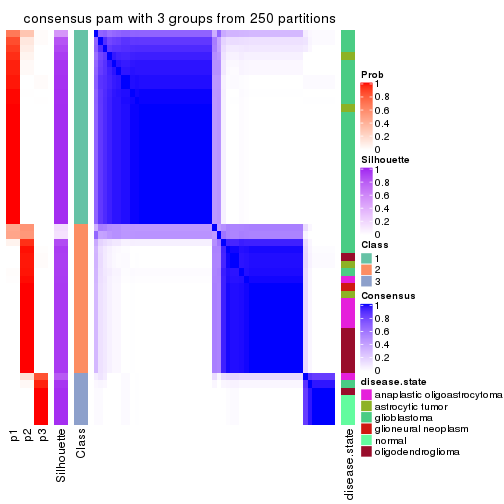 consensus pam with 3 groups from 250 partitions
Prob
1
0.8
0.6
0.4
0.2
0
Silhouette
1
0.8
0.6
0.4
0.2
0
Class
1
2
3
Consensus
1
0.8
0.6
0.4
0.2
0
disease.state
anaplastic oligoastrocytoma
astrocytic tumor
glioblastoma
glioneural neoplasm
normal
oligodendroglioma
p1
p2
p3
Silhouette
Class
disease.state